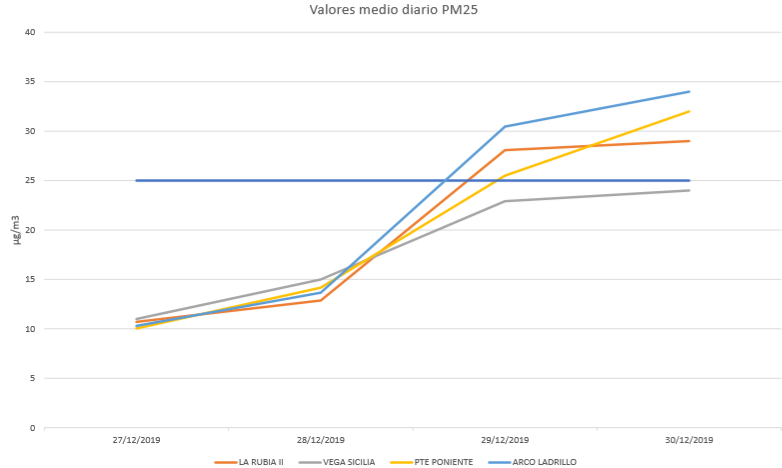 Valores medio diario PM25
40
35
30
25
20
15
10
5
0
µg/m3
27/12/2019 28/12/2019 29/12/2019 30/12/2019
LA RUBIA II VEGA SICILIA PTE PONIENTE ARCO LADRILLO